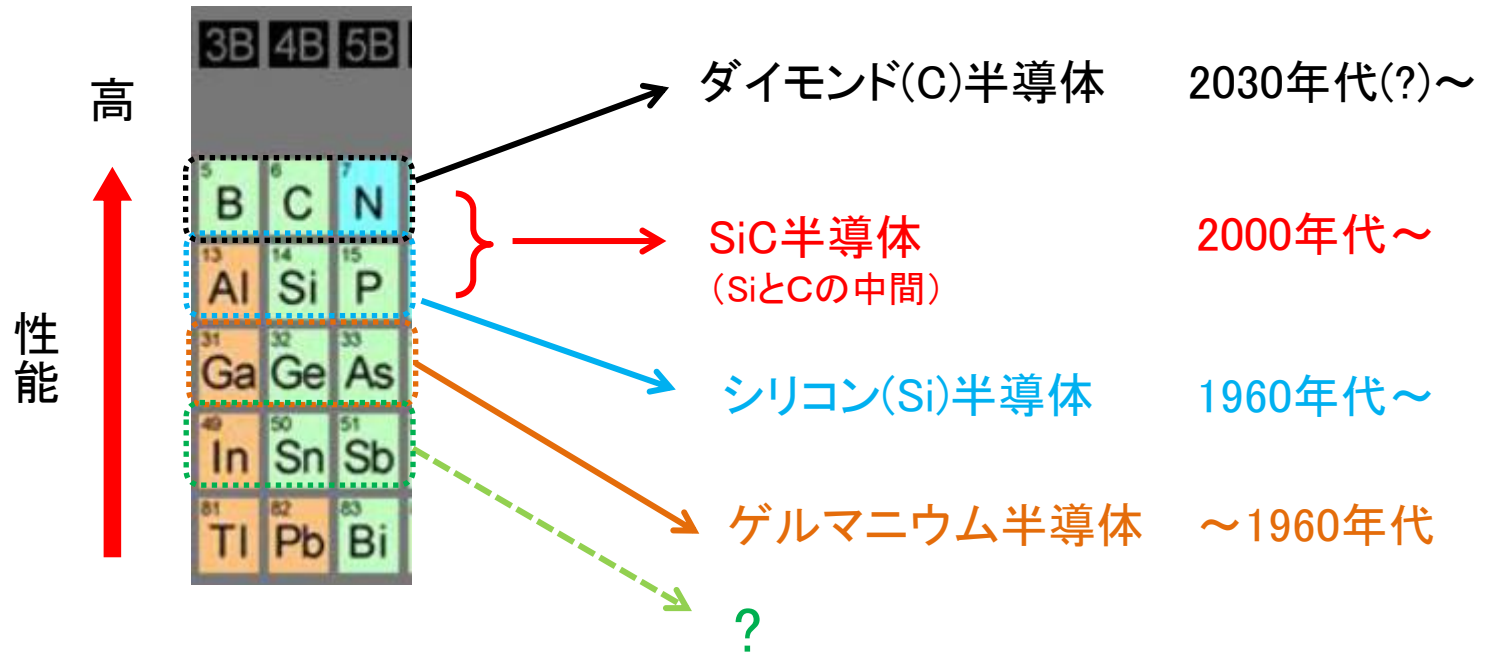 3B 4B 5B
高
性能
5 B 6 C 7 N
13 Al 14 Si 15 P
31 Ga 32 Ge 33 As
49 In 50 Sn 51 Sb
81 Tl 82 Pb 83 Bi
ダイモンド(C)半導体 2030年代(?)～
SiC半導体 2000年代～
（SiとCの中間）
シリコン(Si)半導体 1960年代～
ゲルマニウム半導体 ～1960年代
？